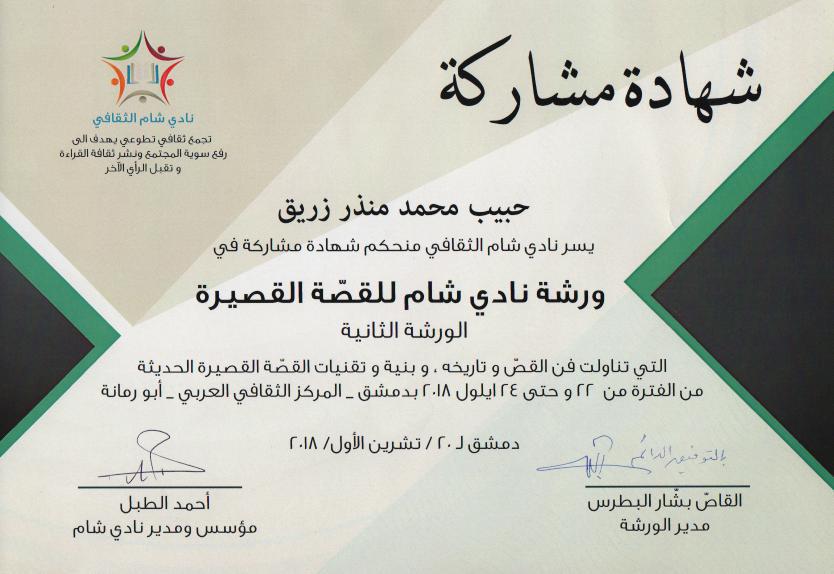 شهادة مشاركة
نادي شام الثقافي
تجمع ثقافي تطوعي يهدف الى
رفع سوية المجتمع ونشر ثقافة القراءة
و تقبل الرأي الآخر
حبيب محمد منذر زريق
يسر نادي شام الثقافي منحكم شهادة مشاركة في
ورشة نادي شام للقصّة القصيرة
الورشة الثانية
التي تناولت فن القصّ و تاريخه ، و بنية و تقنيات القصّة القصيرة الحديثة
من الفترة من ٢٢ و حتى ٢٤ ايلول ٢٠١٨ بدمشق _ المركز الثقافي العربي _ أبو رمانة
دمشق لـ ٢٠ / تشرين الأول/ ٢٠١٨
بالتوفيق الدائم
القاصّ بشّار البطرس
مدير الورشة
أحمد الطبل
مؤسس ومدير نادي شام